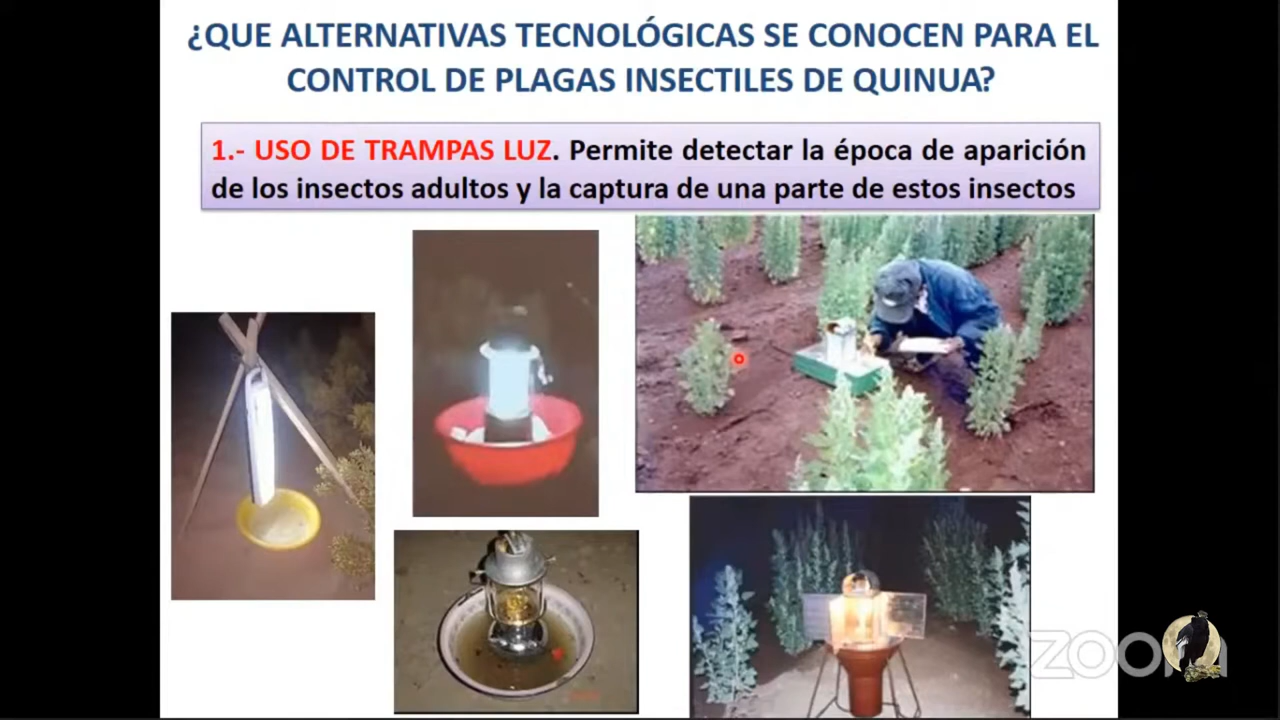 ¿QUE ALTERNATIVAS TECNOLÓGICAS SE CONOCEN PARA EL
CONTROL DE PLAGAS INSECTILES DE QUINUA?
1.- USO DE TRAMPAS LUZ. Permite detectar la época de aparición
de los insectos adultos y la captura de una parte de estos insectos
zoom